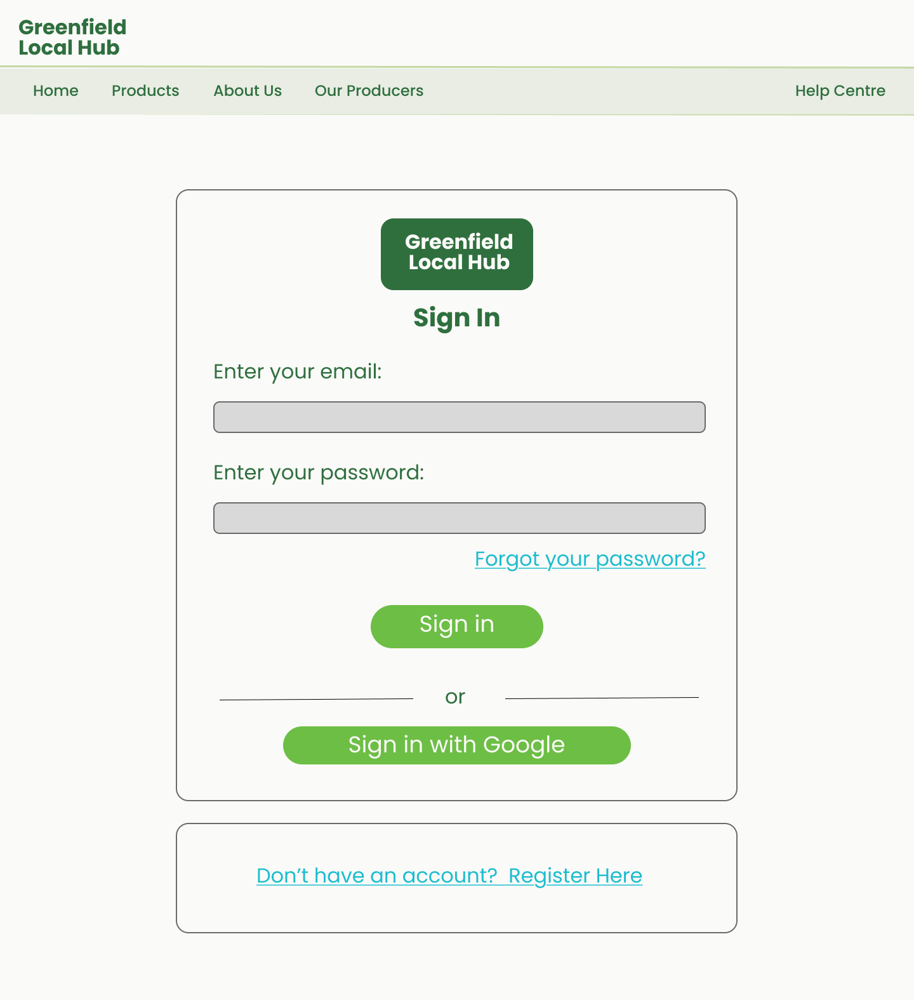 Greenfield
Local Hub
Home Products About Us Our Producers Help Centre
Greenfield
Local Hub
Sign In
Enter your email:
Enter your password:
Forgot your password?
Sign in
or
Sign in with Google
Don’t have an account?  Register Here